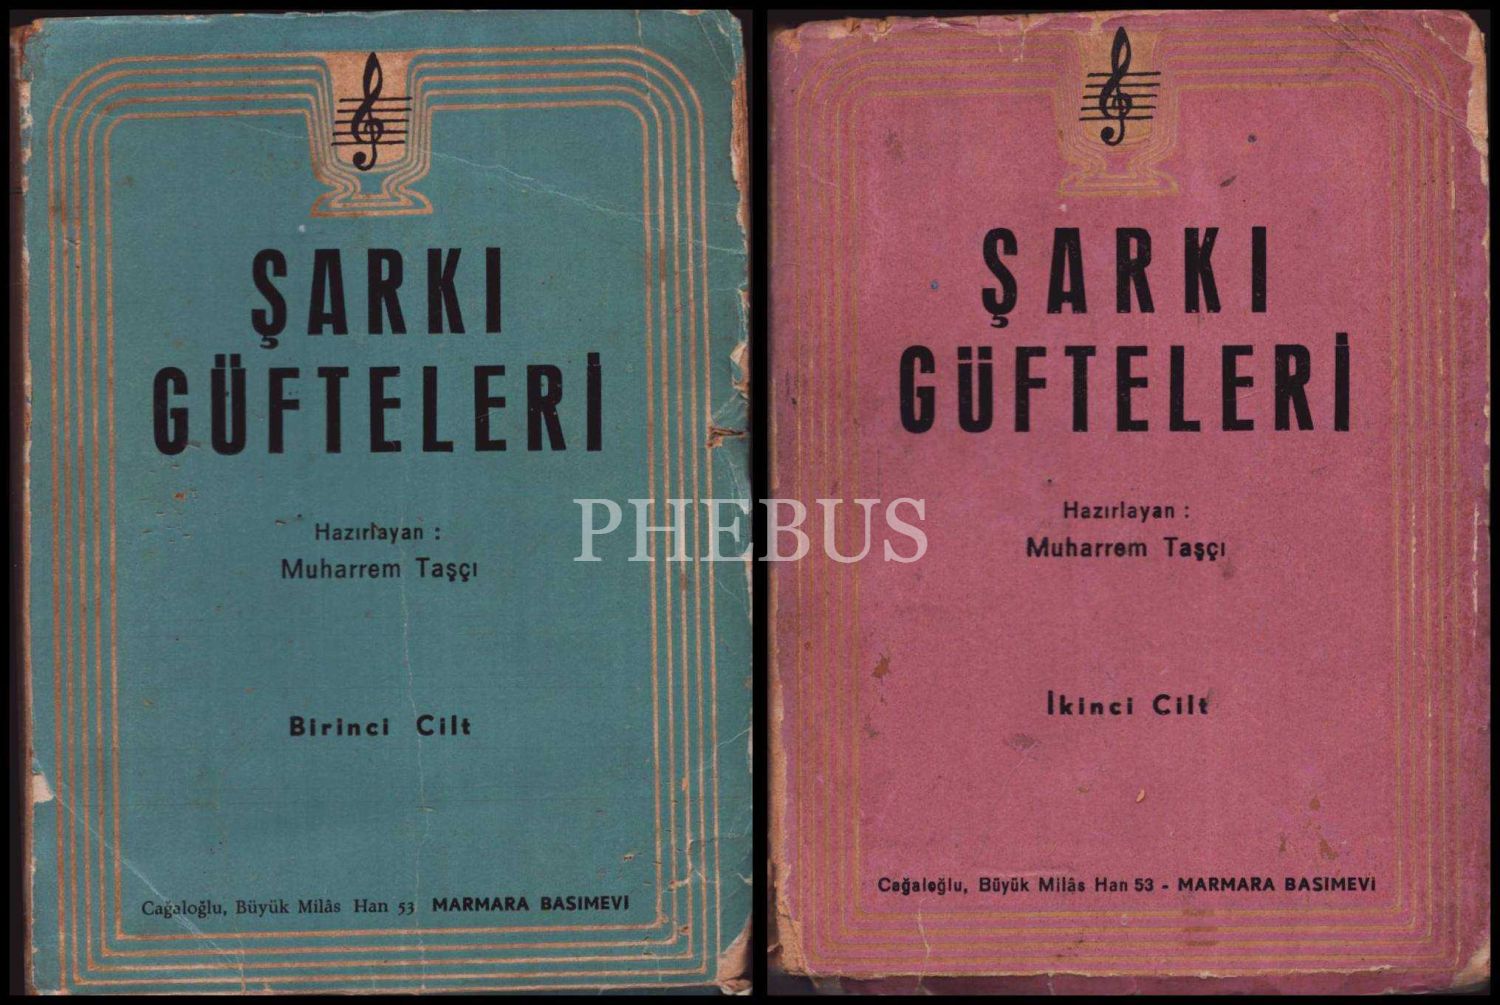 ŞARKI
GÜFTELERİ
Hazırlayan :
Muharrem Taşçı
Birinci Cilt
Cağaloğlu, Büyük Milâs Han 53 MARMARA BASIMEVİ
ŞARKI
GÜFTELERİ
Hazırlayan :
Muharrem Taşçı
İkinci Cilt
Cağaloğlu, Büyük Milâs Han 53 - MARMARA BASIMEVİ
PHEBUS